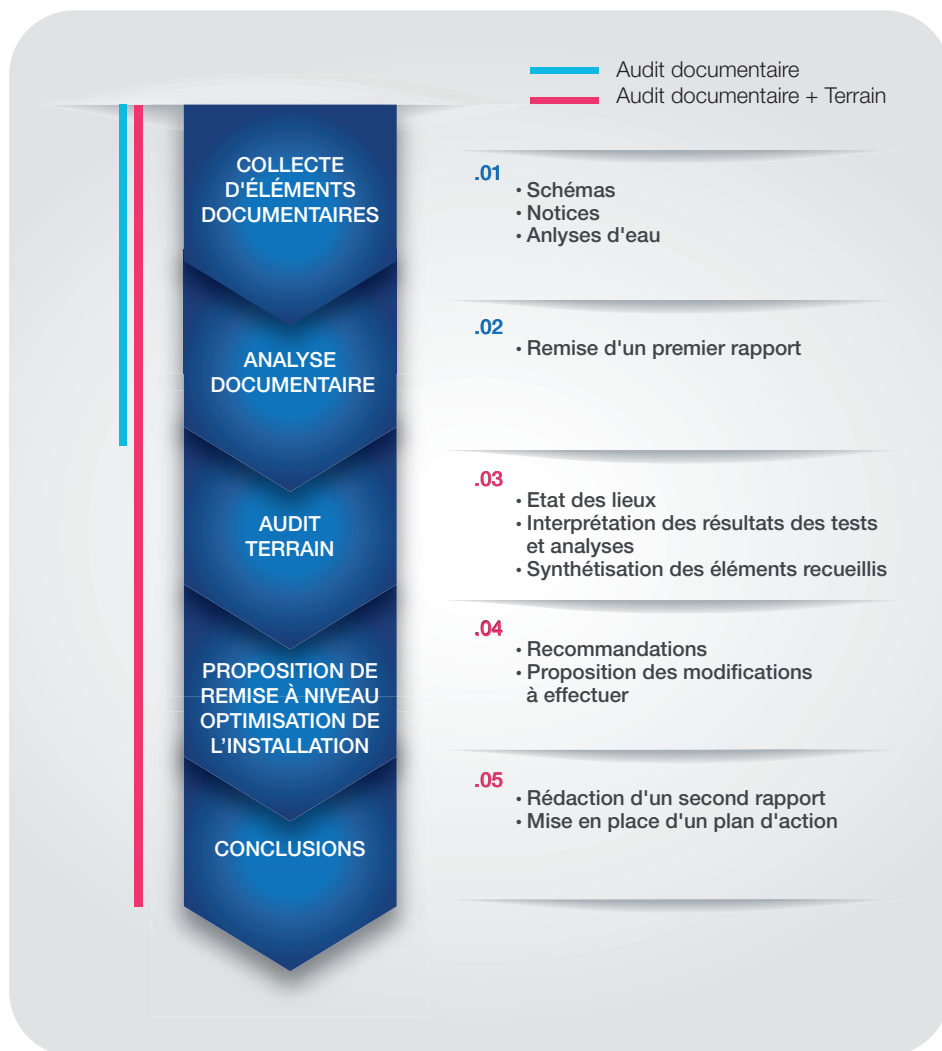 Audit documentaire
Audit documentaire + Terrain
COLLECTE
D'ÉLÉMENTS
DOCUMENTAIRES
.01
• Schémas
• Notices
• Anlyses d'eau
ANALYSE
DOCUMENTAIRE
.02
• Remise d'un premier rapport
AUDIT
TERRAIN
.03
• Etat des lieux
• Interprétation des résultats des tests
et analyses
• Synthétisation des éléments recueillis
PROPOSITION DE
REMISE À NIVEAU
OPTIMISATION DE
L’INSTALLATION
.04
• Recommandations
• Proposition des modifications
à effectuer
CONCLUSIONS
.05
• Rédaction d'un second rapport
• Mise en place d'un plan d'action